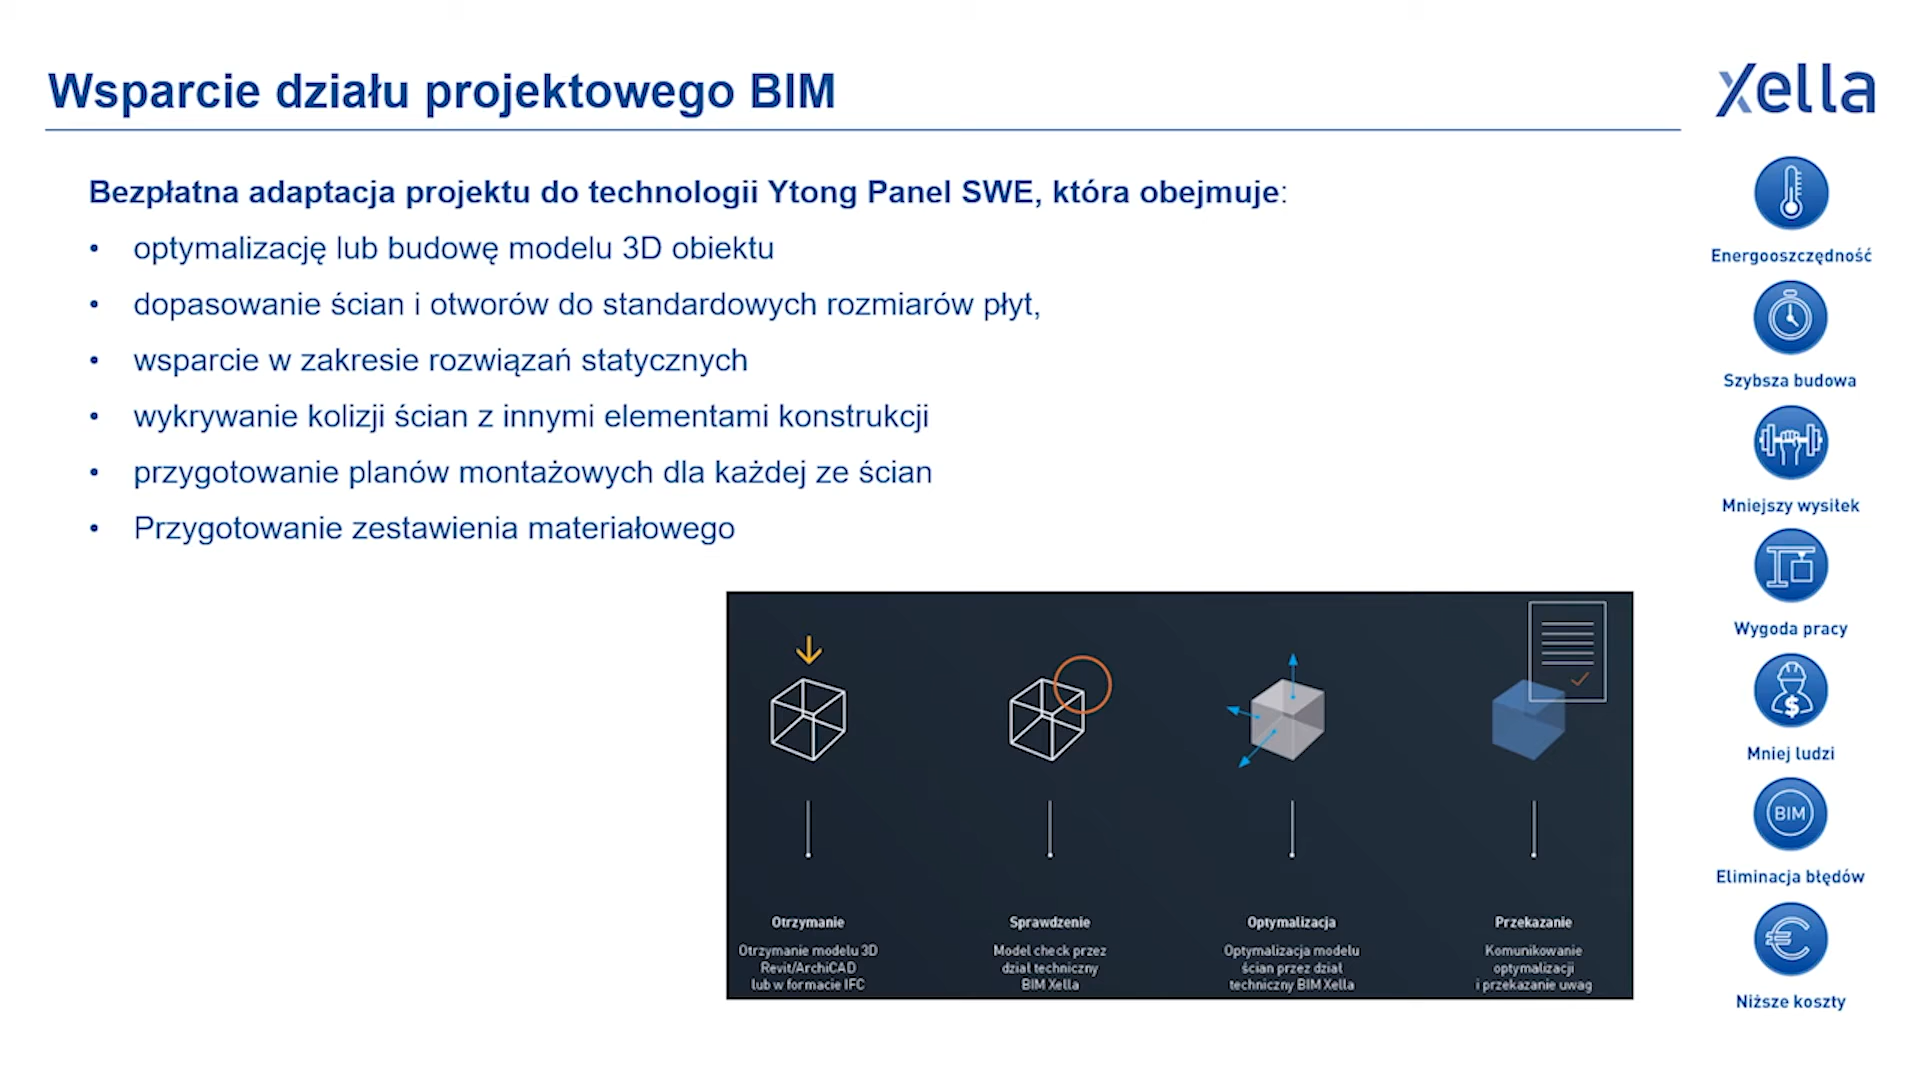 Wsparcie działu projektowego BIM
Xella
Bezpłatna adaptacja projektu do technologii Ytong Panel SWE, która obejmuje:
• optymalizację lub budowę modelu 3D obiektu
• dopasowanie ścian i otworów do standardowych rozmiarów płyt,
• wsparcie w zakresie rozwiązań statycznych
• wykrywanie kolizji ścian z innymi elementami konstrukcji
• przygotowanie planów montażowych dla każdej ze ścian
• Przygotowanie zestawienia materiałowego
Otrzymanie
Otrzymanie modelu 3D
Revit/ArchiCAD
lub w formacie IFC
Sprawdzenie
Model check przez
dział techniczny
BIM Xella
Optymalizacja
Optymalizacja modelu
ścian przez dział
techniczny BIM Xella
Przekazanie
Komunikowanie
optymalizacji
i przekazanie uwag
Energooszczędność
Szybsza budowa
Mniejszy wysiłek
Wygoda pracy
$
Mniej ludzi
BIM
Eliminacja błędów
€
Niższe koszty